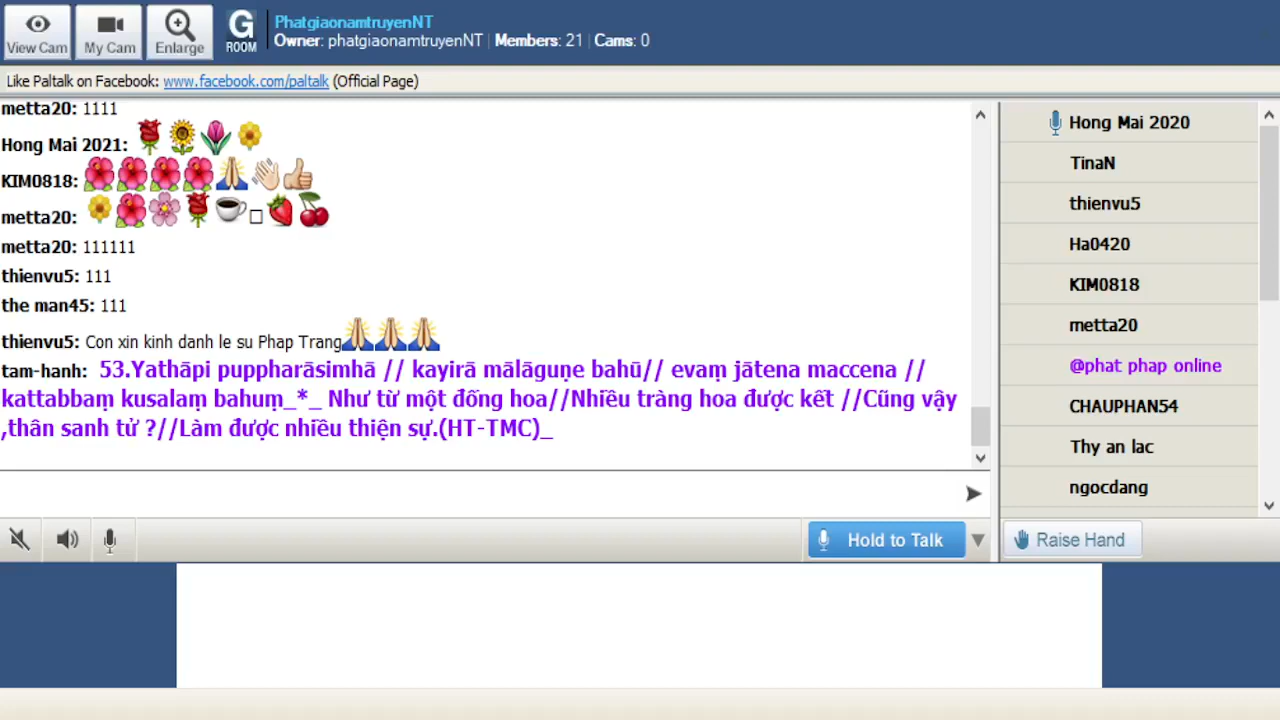 View Cam
My Cam
Enlarge
G
ROOM
PhatgiaonamtruyenNT
Owner: phatgiaonamtruyenNT | Members: 21 | Cams: 0
Like Paltalk on Facebook: www.facebook.com/paltalk (Official Page)
metta20: 1111
Hong Mai 2021:
KIM0818:
metta20:
metta20: 111111
thienvu5: 111
the man45: 111
thienvu5: Con xin kinh danh le su Phap Trang
tam-hanh: 53.Yathāpi puppharāsimhā // kayirā mālāguṇe bahū// evaṃ jātena maccena //
kattabbaṃ kusalaṃ bahuṃ_*_ Như từ một đống hoa//Nhiều tràng hoa được kết //Cũng vậy
,thân sanh tử ?//Làm được nhiều thiện sự.(HT-TMC)_
Hong Mai 2020
TinaN
thienvu5
Ha0420
KIM0818
metta20
@phat phap online
CHAUPHAN54
Thy an lac
ngocdang
Hold to Talk
Raise Hand